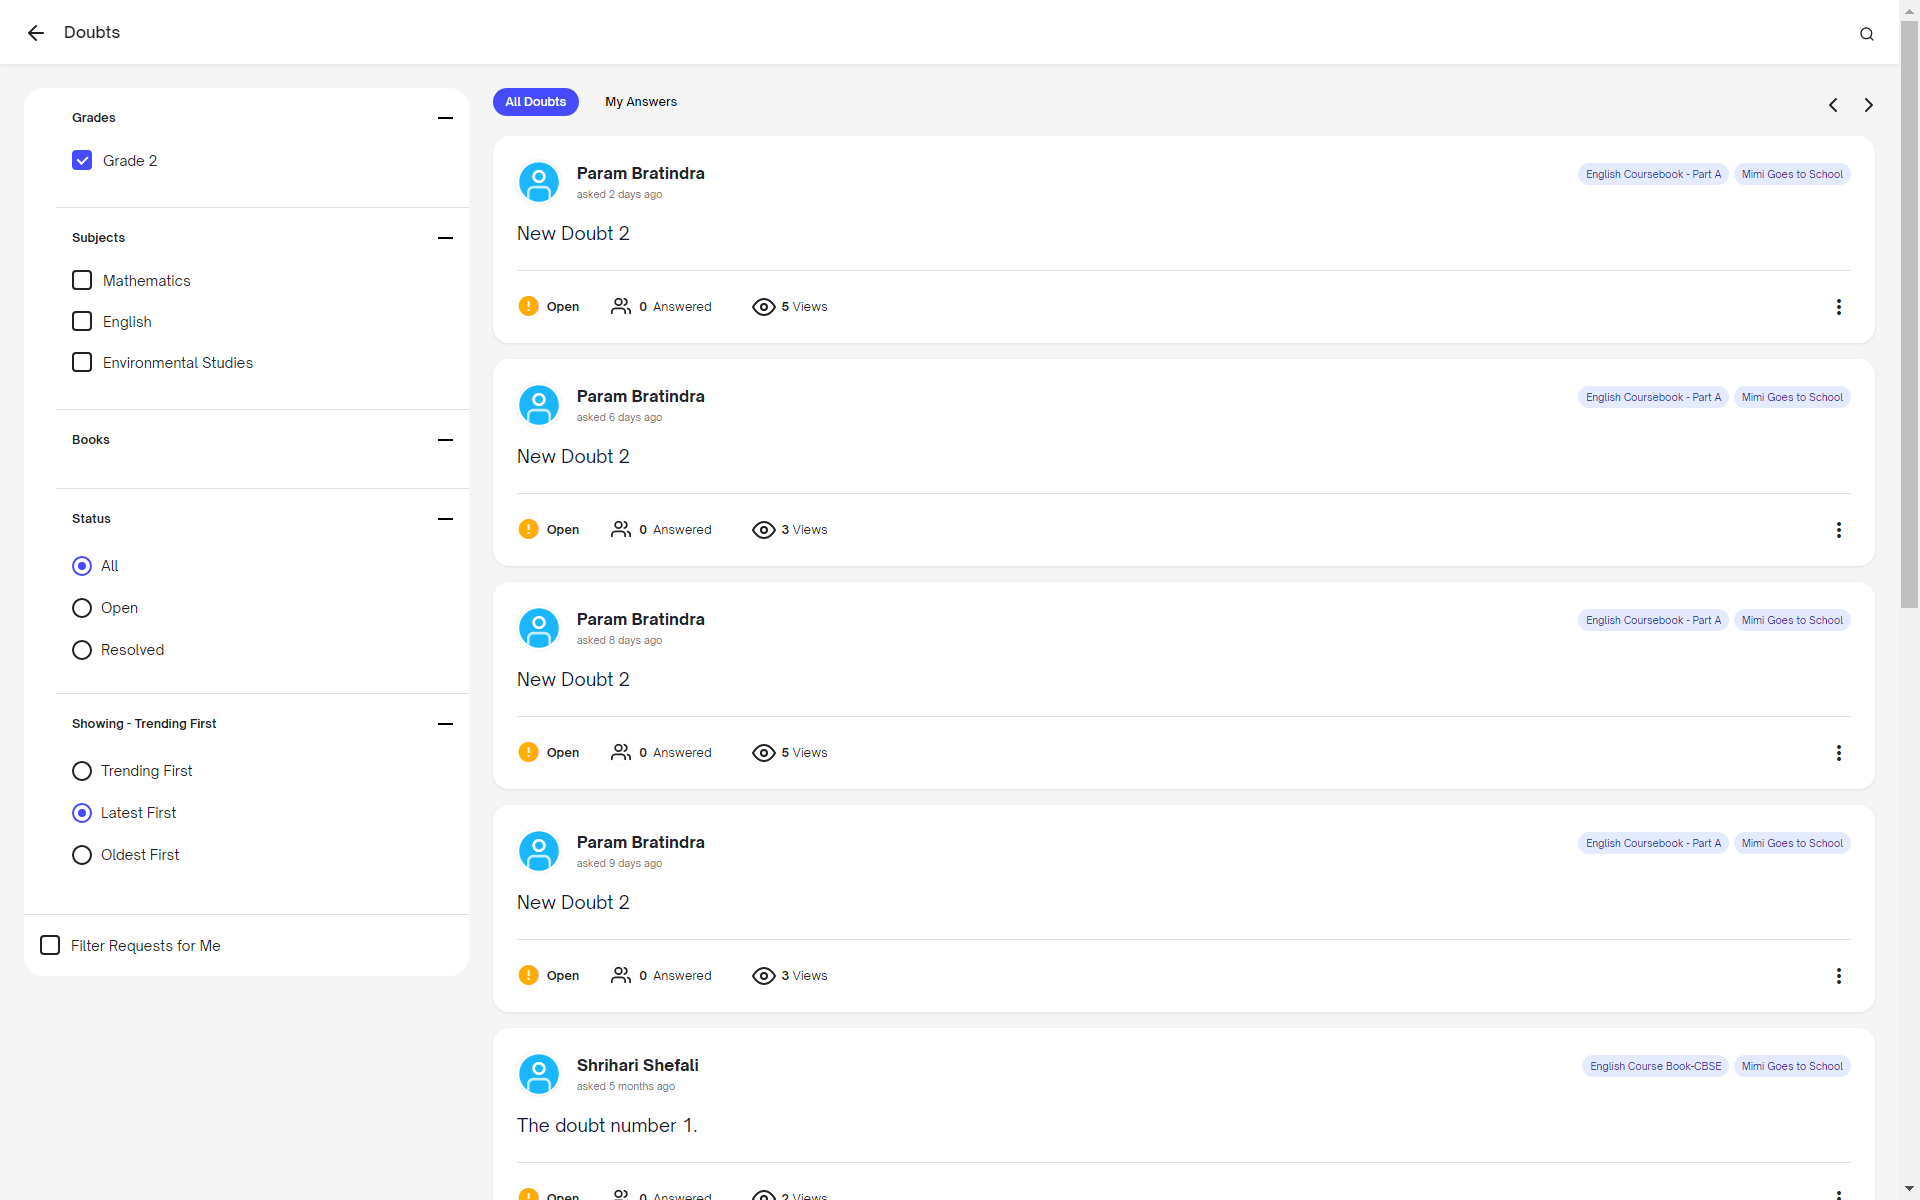 Doubts
Grades
Grade 2
Subjects
Mathematics
English
Environmental Studies
Books
Status
All
Open
Resolved
Showing - Trending First
Trending First
Latest First
Oldest First
Filter Requests for Me
All Doubts My Answers
Param Bratindra English Coursebook - Part A Mimi Goes to School
asked 2 days ago
New Doubt 2
Open 0 Answered 5 Views
Param Bratindra English Coursebook - Part A Mimi Goes to School
asked 6 days ago
New Doubt 2
Open 0 Answered 3 Views
Param Bratindra English Coursebook - Part A Mimi Goes to School
asked 8 days ago
New Doubt 2
Open 0 Answered 5 Views
Param Bratindra English Coursebook - Part A Mimi Goes to School
asked 9 days ago
New Doubt 2
Open 0 Answered 3 Views
Shrihari Shefali English Course Book-CBSE Mimi Goes to School
asked 5 months ago
The doubt number 1.
Open 0 Answered 2 Views